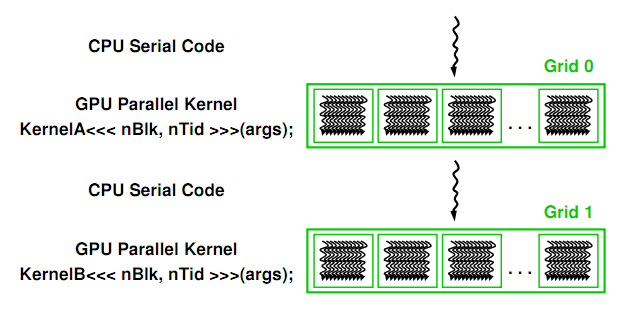 CPU Serial Code
Grid 0
GPU Parallel Kernel
KernelA<<< nBlk, nTid >>>(args);
. . .
CPU Serial Code
Grid 1
GPU Parallel Kernel
KernelB<<< nBlk, nTid >>>(args);
. . .